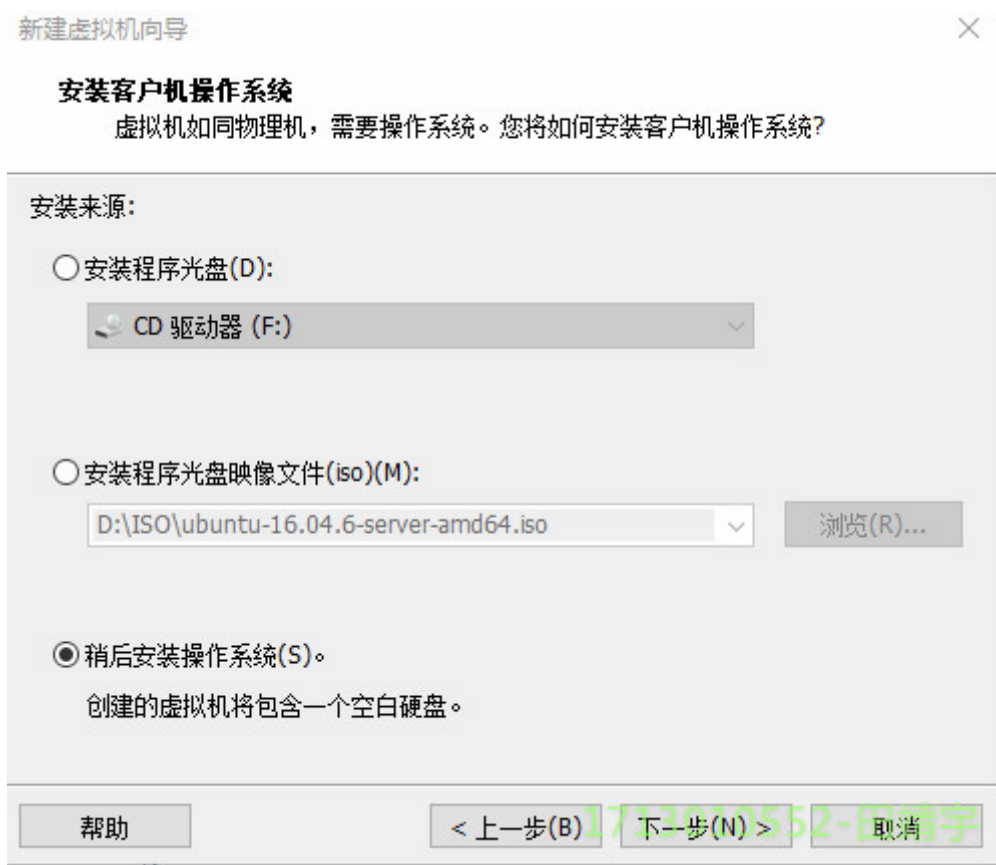 新建虚拟机向导
安装客户机操作系统
虚拟机如同物理机，需要操作系统。您将如何安装客户机操作系统?
安装来源:
安装程序光盘(D):
CD 驱动器 (F:)
安装程序光盘映像文件(iso)(M):
D:\ISO\ubuntu-16.04.6-server-amd64.iso
浏览(R)...
稍后安装操作系统(S)。
创建的虚拟机将包含一个空白硬盘。
帮助
< 上一步(B)
下一步(N) >
取消